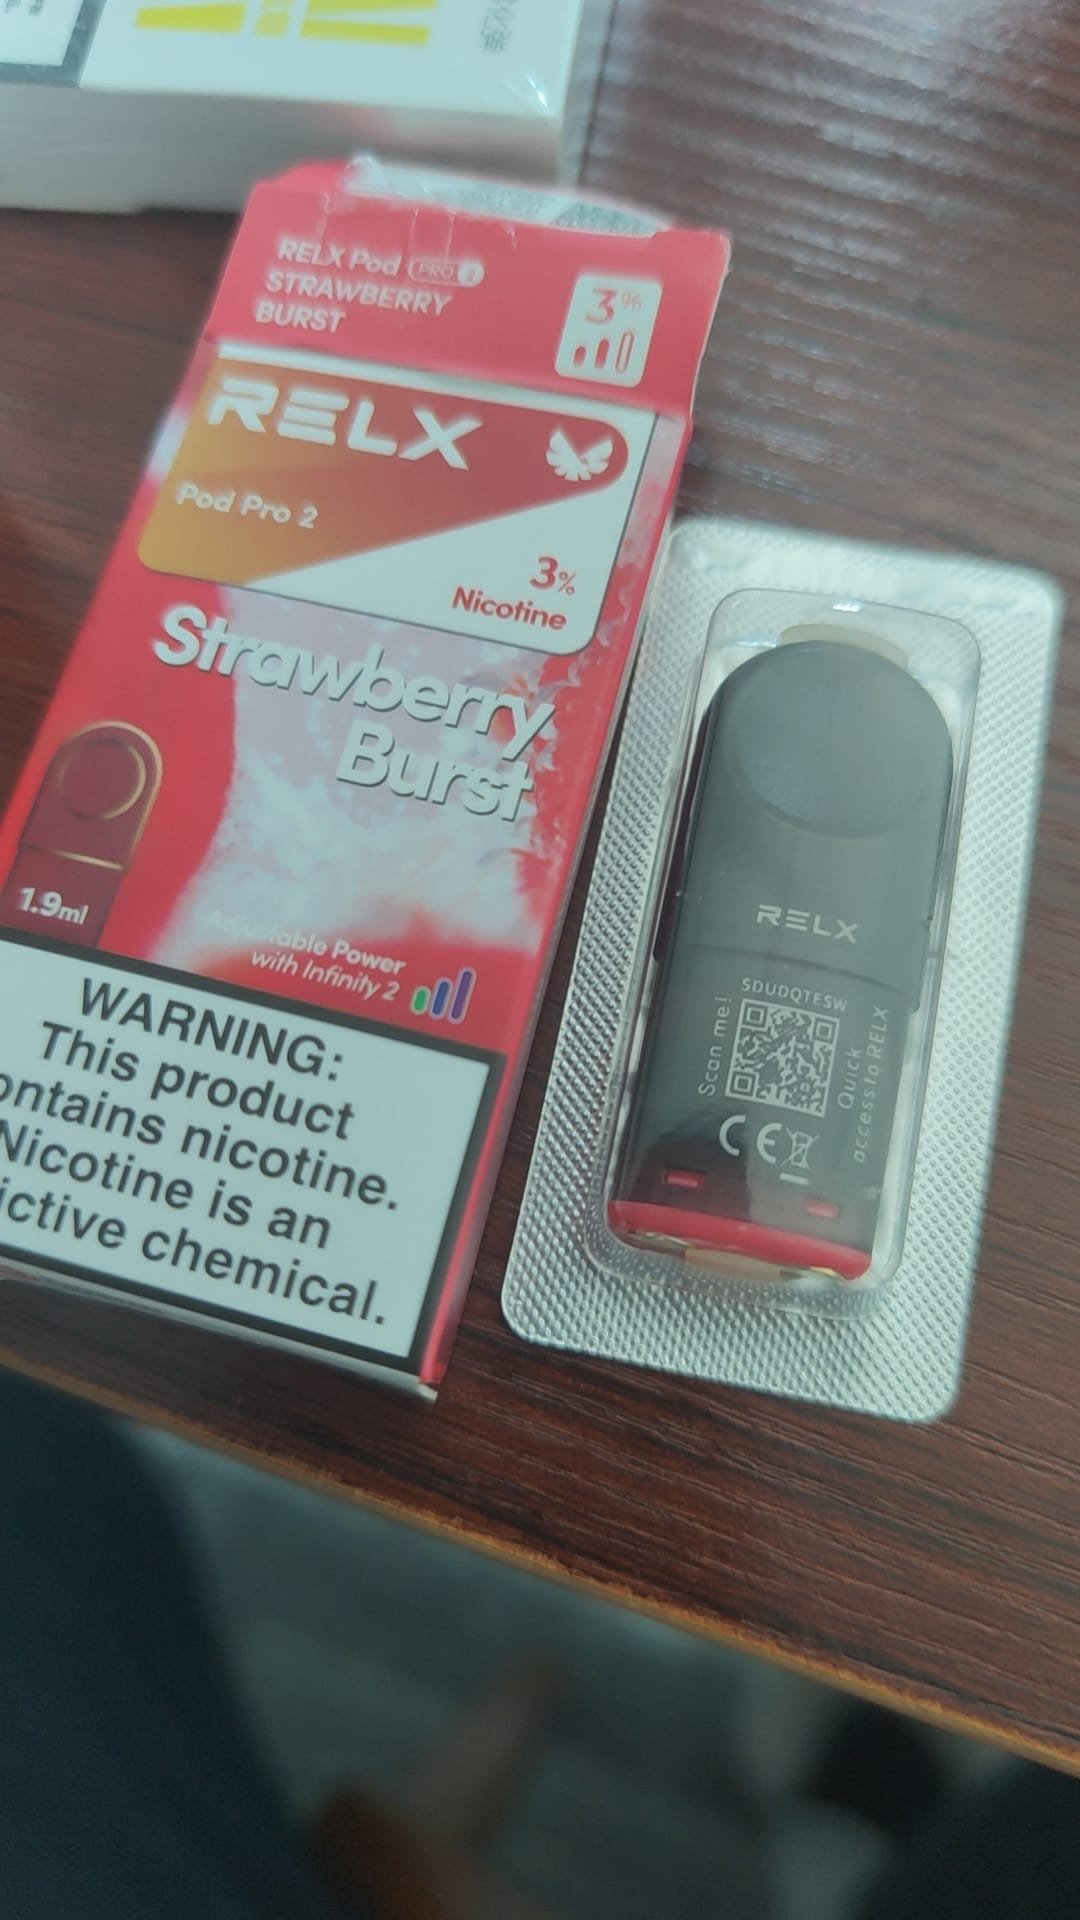 RELX Pod PRO 2
STRAWBERRY
BURST
3%
RELX
Pod Pro 2
3%
Nicotine
Strawberry
Burst
1.9ml
Adjustable Power
with Infinity 2
WARNING:
This product
ontains nicotine.
Nicotine is an
ictive chemical.
RELX
SDUDQTESW
Scan me!
Quick
access to RELX
CE